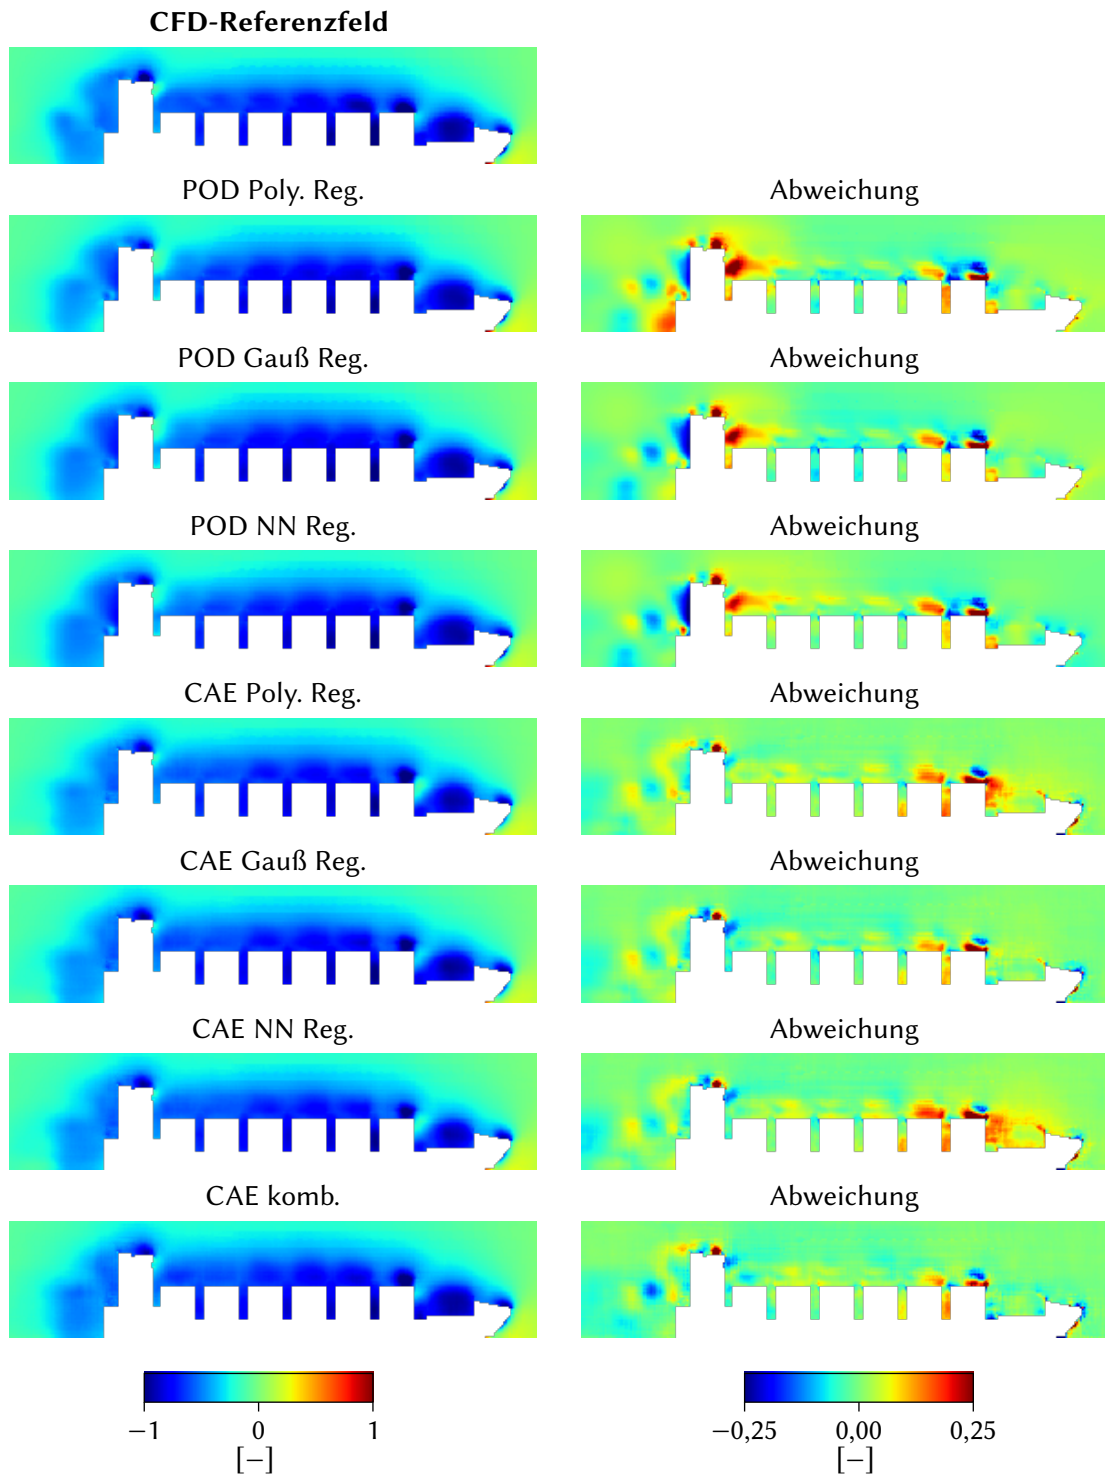 CFD-Referenzfeld
POD Poly. Reg.
Abweichung
POD Gauß Reg.
Abweichung
POD NN Reg.
Abweichung
CAE Poly. Reg.
Abweichung
CAE Gauß Reg.
Abweichung
CAE NN Reg.
Abweichung
CAE komb.
Abweichung
−1 0 1
[−]
−0,25 0,00 0,25
[−]